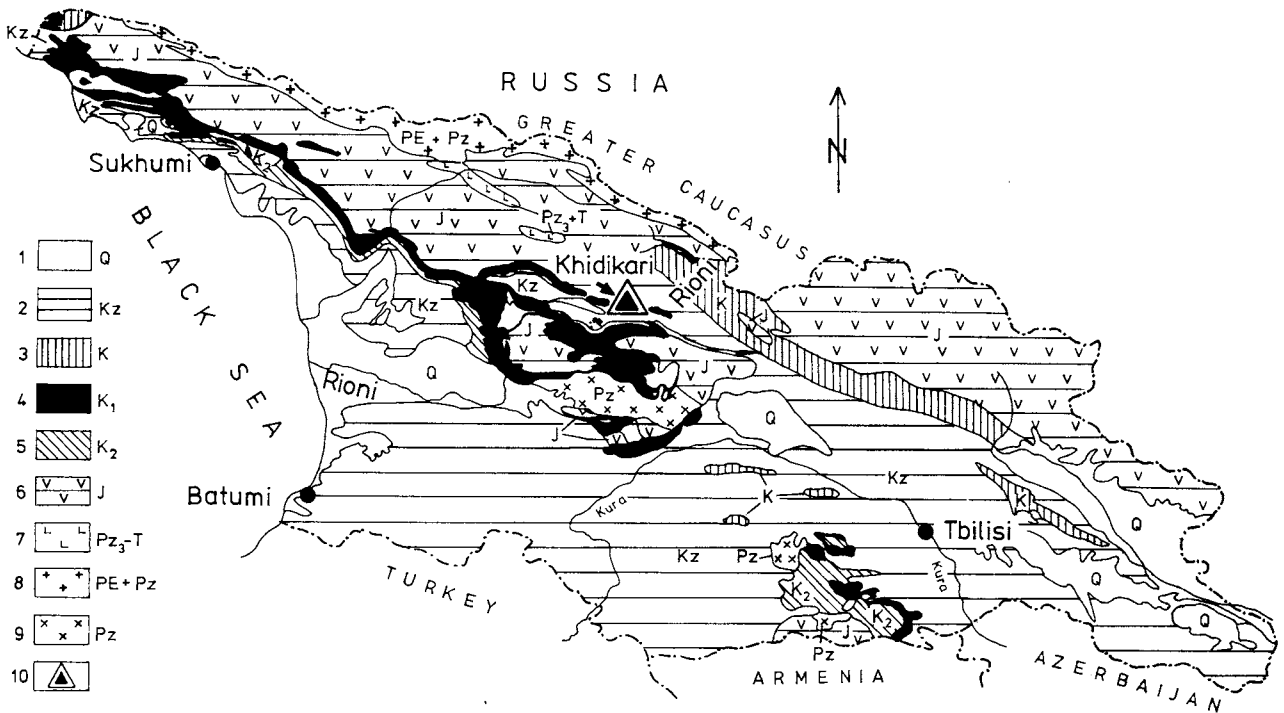 Kz
J
RUSSIA
GREATER CAUCASUS
PE + Pz
N
Kz
Q
K2
Sukhumi
J
Pz3+T
BLACK SEA
Khidikari
Rioni
Kz
Kz
K
J
J
J
J
Q
Rioni
Pz
J
Q
Batumi
Kura
K
Kz
K
Tbilisi
Q
Kz
Pz
Kura
Q
K2
K2
Q
J
Pz
TURKEY
ARMENIA
AZERBAIJAN
1 Q
2 Kz
3 K
4 K1
5 K2
6 J
7 Pz3-T
8 PE + Pz
9 Pz
10